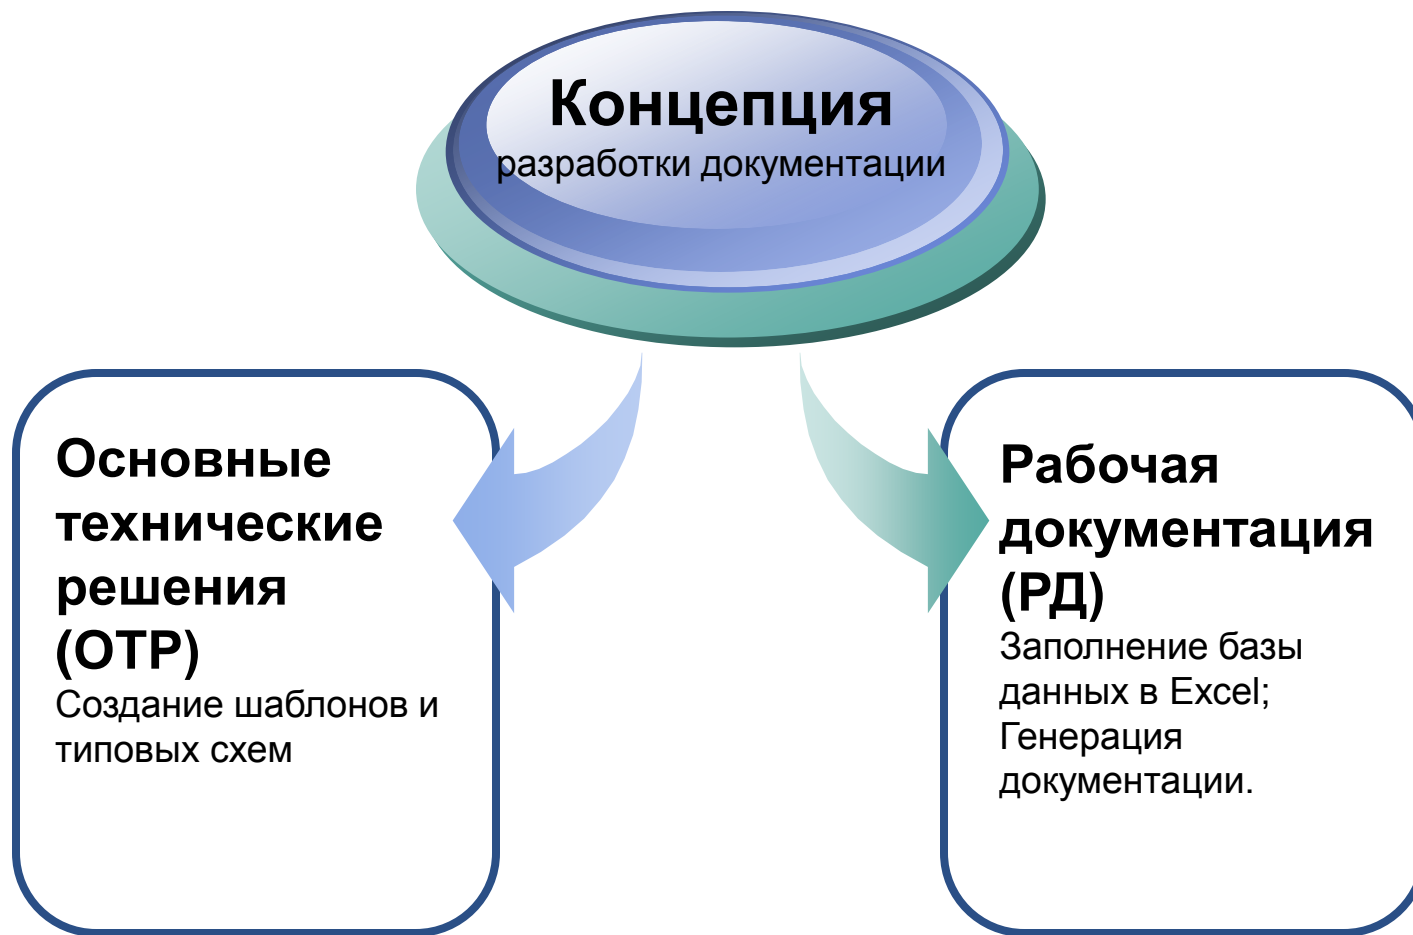 Концепция
разработки документации
Основные
технические
решения
(ОТР)
Создание шаблонов и
типовых схем
Рабочая
документация
(РД)
Заполнение базы
данных в Excel;
Генерация
документации.